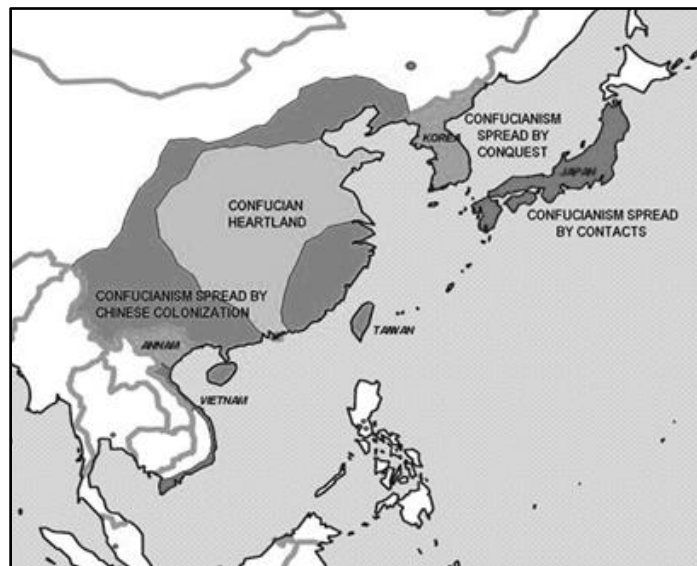 CONFUCIANISM
SPREAD BY
CONQUEST
KOREA
JAPAN
CONFUCIAN
HEARTLAND
CONFUCIANISM SPREAD
BY CONTACTS
CONFUCIANISM SPREAD BY
CHINESE COLONIZATION
TAIWAN
ANNAM
VIETNAM